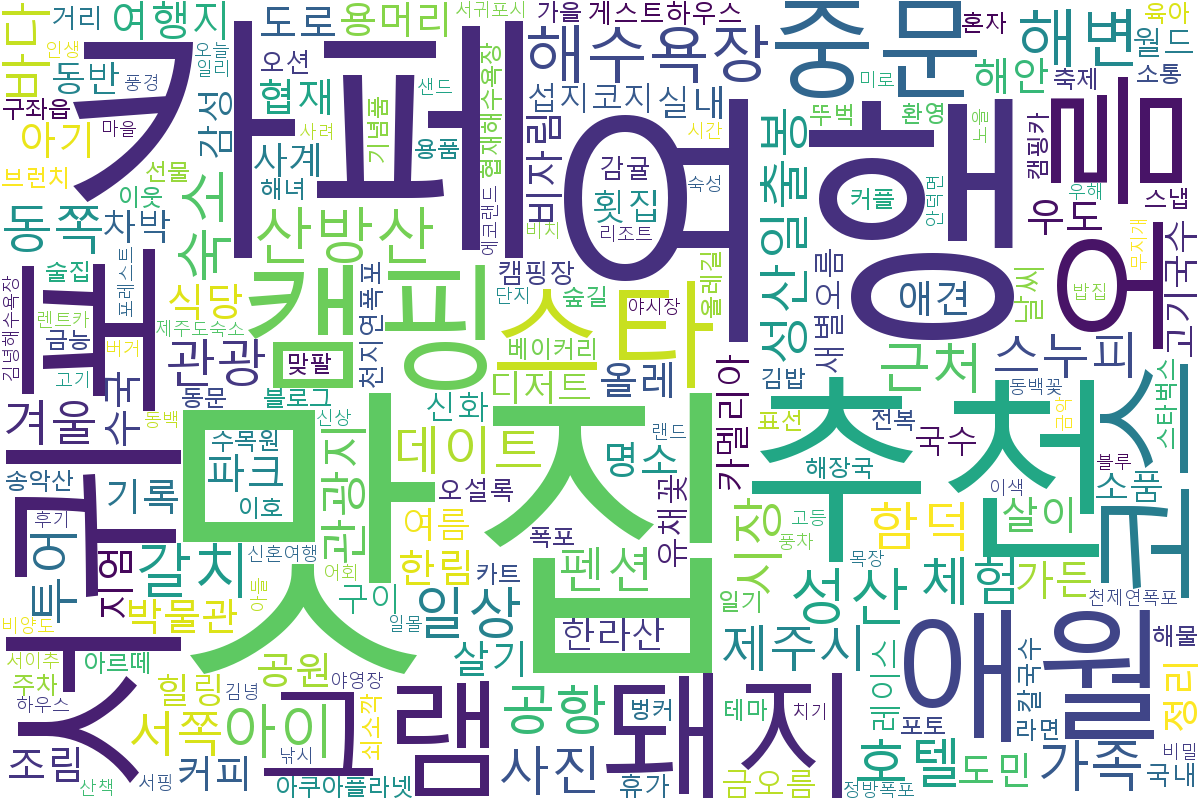 바다
거리
여행지
도로
용머리
서귀포시
가을
게스트하우스
중문
혼자
육아
인생
동반
풍경
오늘
일리
오션
협재해수욕장
해수욕장
해변
월드
구좌읍
감성
협재
기념품
샌드
섭지코지
실내
미로
해안
축제
소통
아기
마을
카페
사려
용품
비자림
시간
뚜벅
환영
노을
캠핑카
오름
브런치
선물
이웃
사계
해녀
여행
감귤
횟집
리조트
숙성
커플
안덕면
우해
스냅
동쪽
차박
숙소
산방산
에코랜드
비치
성산일출봉
우도
고기국수
무지개
술집
포레스트
식당
캠핑
천지연폭포
캠핑장
단지
숲길
스타
야시장
올레길
새별오름
애견
날씨
밥집
김녕해수욕장
렌트카
금능
버거
제주도숙소
코스
관광
맞팔
베이커리
근처
스누피
고기
수국
동문
블로그
디저트
올레
김밥
동백꽃
스타벅스
겨울
동백
신상
신화
카멜리아
표선
전복
금악
송악산
맛집
수목원
파크
이호
관광지
데이트
명소
랜드
추천
해장국
국수
블루
기록
오설록
유채꽃
이색
소품
후기
투어
지엄
갈치
신혼여행
어회
여름
폭포
시장
고등
풍차
함덕
살이
한림
카트
펜션
목장
비양도
박물관
아들
구이
일몰
일상
한라산
일기
성산
체험
가든
천제연폭포
서이추
아르떼
공원
야영장
살기
제주시
애월
해물
주차
힐링
김녕
쇠소깍
레이스
칼국수
정리
하우스
서쪽
아이
그램
공항
벙커
돼지
테마
치기
포토
라면
비밀
조림
커피
낚시
사진
호텔
도민
가족
국내
산책
서핑
아쿠아플라넷
휴가
금오름
정방폭포